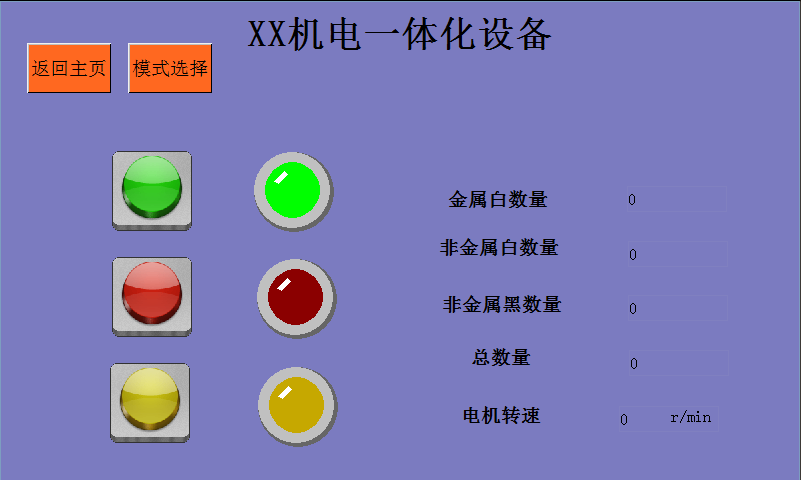 XX机电一体化设备
返回主页
模式选择
金属白数量 0
非金属白数量 0
非金属黑数量 0
总数量 0
电机转速 0 r/min